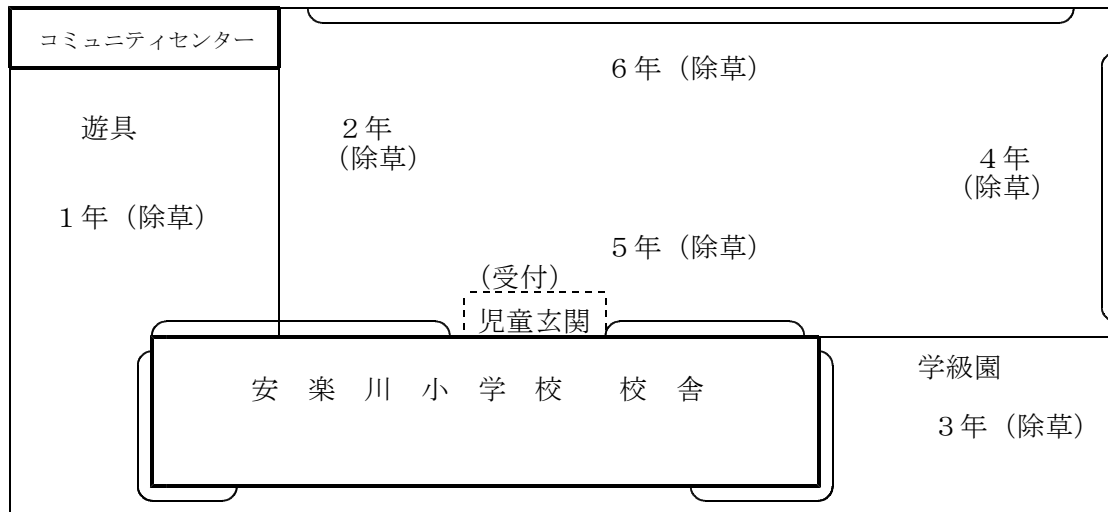 コミュニティセンター
6年（除草）
遊具
2年
（除草）
4年
（除草）
1年（除草）
5年（除草）
（受付）
児童玄関
安楽川小学校 校舎
学級園
3年（除草）